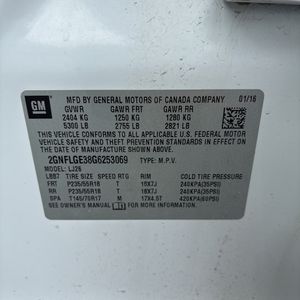 GM
MFD BY GENERAL MOTORS OF CANADA COMPANY 01/16
GVWR GAWR FRT GAWR RR
2404 KG 1250 KG 1280 KG
5300 LB 2755 LB 2821 LB
THIS VEHICLE CONFORMS TO ALL APPLICABLE U.S. FEDERAL MOTOR
VEHICLE SAFETY AND THEFT PREVENTION STANDARDS IN EFFECT ON
THE DATE OF MANUFACTURE SHOWN ABOVE.
2GNFLGE38G6253069 TYPE: M.P.V.
MODEL: LJ26
TIRE SIZE SPEED RTG RIM COLD TIRE PRESSURE
FRT P235/55R18 T 18X7J 240KPA(35PSI)
RR P235/55R18 T 18X7J 240KPA(35PSI)
SPA T145/70R17 M 17X4.5T 420KPA(60PSI)
SEE OWNER'S MANUAL FOR MORE INFORMATION.